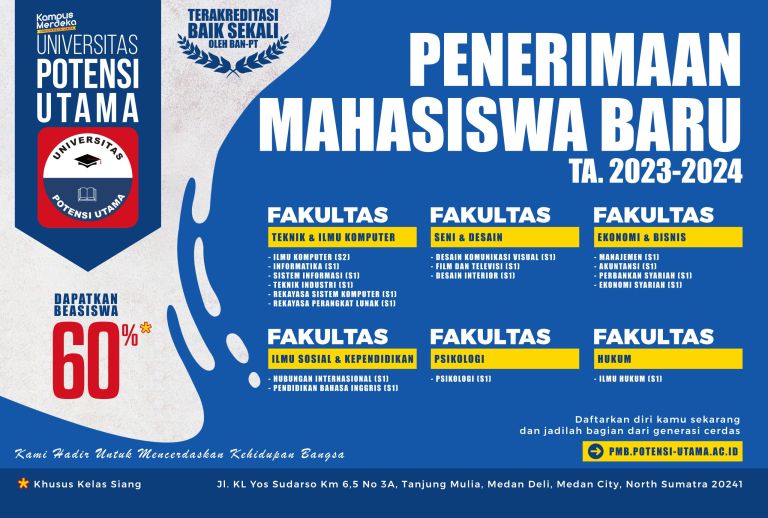 Kampus
Merdeka
UNIVERSITAS
POTENSI
UTAMA
UNIVERSITAS
POTENSI UTAMA
TERAKREDITASI
BAIK SEKALI
OLEH BAN-PT
PENERIMAAN
MAHASISWA BARU
TA. 2023-2024
DAPATKAN
BEASISWA
60%*
FAKULTAS
TEKNIK & ILMU KOMPUTER
- ILMU KOMPUTER (S2)
- INFORMATIKA (S1)
- SISTEM INFORMASI (S1)
- TEKNIK INDUSTRI (S1)
- REKAYASA SISTEM KOMPUTER (S1)
- REKAYASA PERANGKAT LUNAK (S1)
FAKULTAS
SENI & DESAIN
- DESAIN KOMUNIKASI VISUAL (S1)
- FILM DAN TELEVISI (S1)
- DESAIN INTERIOR (S1)
FAKULTAS
EKONOMI & BISNIS
- MANAJEMEN (S1)
- AKUNTANSI (S1)
- PERBANKAN SYARIAH (S1)
- EKONOMI SYARIAH (S1)
FAKULTAS
ILMU SOSIAL & KEPENDIDIKAN
- HUBUNGAN INTERNASIONAL (S1)
- PENDIDIKAN BAHASA INGGRIS (S1)
FAKULTAS
PSIKOLOGI
- PSIKOLOGI (S1)
FAKULTAS
HUKUM
- ILMU HUKUM (S1)
Daftarkan diri kamu sekarang
dan jadilah bagian dari generasi cerdas
PMB.POTENSI-UTAMA.AC.ID
Kami Hadir Untuk Mencerdaskan Kehidupan Bangsa
* Khusus Kelas Siang
Jl. KL Yos Sudarso Km 6,5 No 3A, Tanjung Mulia, Medan Deli, Medan City, North Sumatra 20241